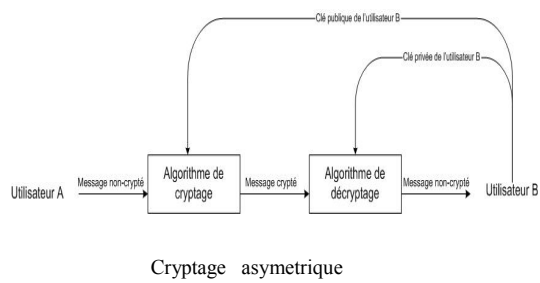 Clé publique de l'utilisateur B
Clé privée de l'utilisateur B
Utilisateur A
Message non-crypté
Algorithme de
cryptage
Message crypté
Algorithme de
décryptage
Message non-crypté
Utilisateur B
Cryptage asymetrique